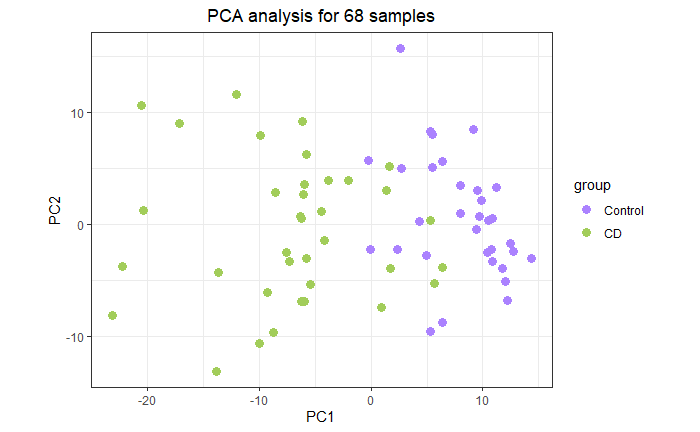 PCA analysis for 68 samples
PC2
10
0
-10
-20
-10
0
10
PC1
group
Control
CD